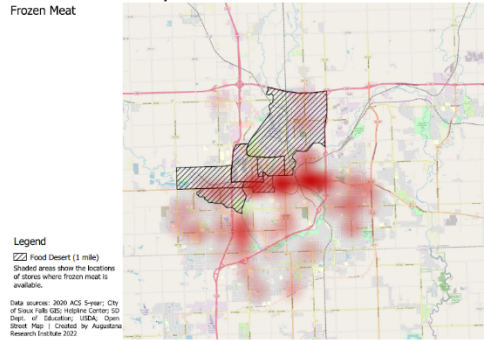 Frozen Meat
Legend
Food Desert (1 mile)
Shaded areas show the locations
of stores where frozen meat is
available.
Data sources: 2020 ACS 5-year; City
of Sioux Falls GIS; Helpline Center; SD
Dept. of Education; USDA; Open
Street Map | Created by Augustana
Research Institute 2022